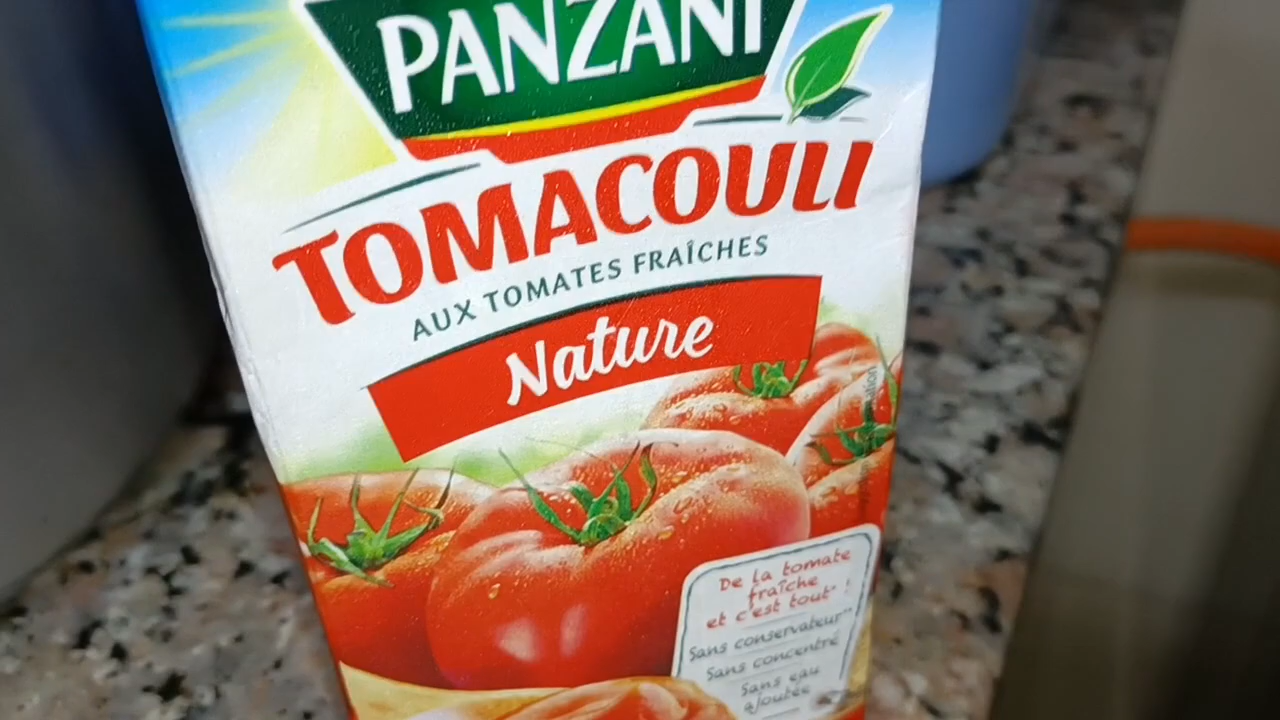 PANZANI
TOMACOULI
AUX TOMATES FRAÎCHES
Nature
De la tomate
fraîche
et c'est tout* !
Sans conservateur**
Sans concentré
Sans eau
ajoutée